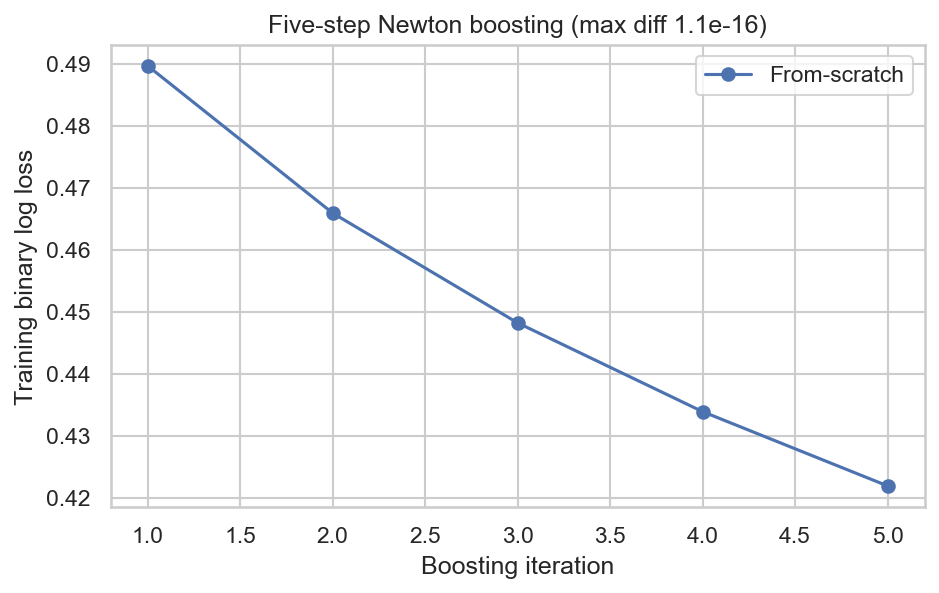 Five-step Newton boosting (max diff 1.1e-16)
From-scratch
Training binary log loss
0.49
0.48
0.47
0.46
0.45
0.44
0.43
0.42
1.0 1.5 2.0 2.5 3.0 3.5 4.0 4.5 5.0
Boosting iteration